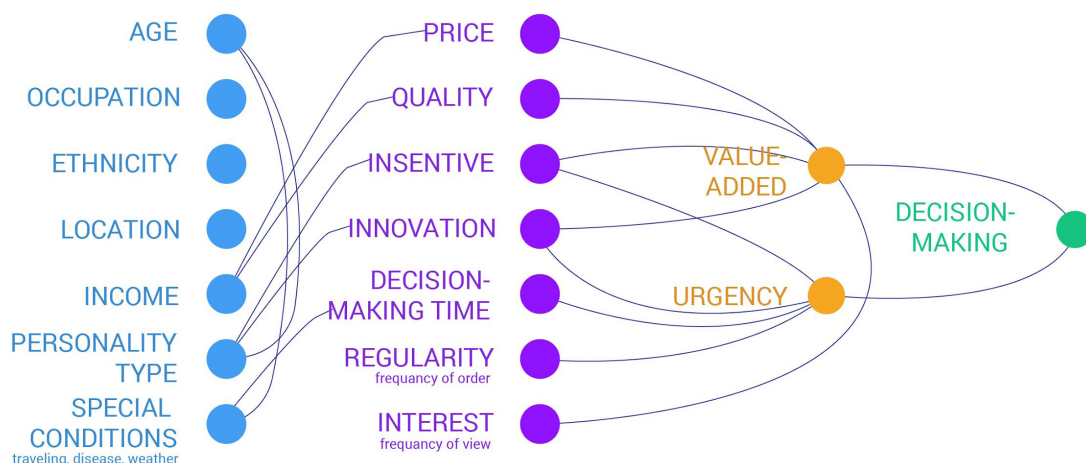 AGE
OCCUPATION
ETHNICITY
LOCATION
INCOME
PERSONALITY
TYPE
SPECIAL
CONDITIONS
traveling, disease, weather
PRICE
QUALITY
INSENTIVE
INNOVATION
DECISION-
MAKING TIME
REGULARITY
frequancy of order
INTEREST
frequancy of view
VALUE-
ADDED
URGENCY
DECISION-
MAKING